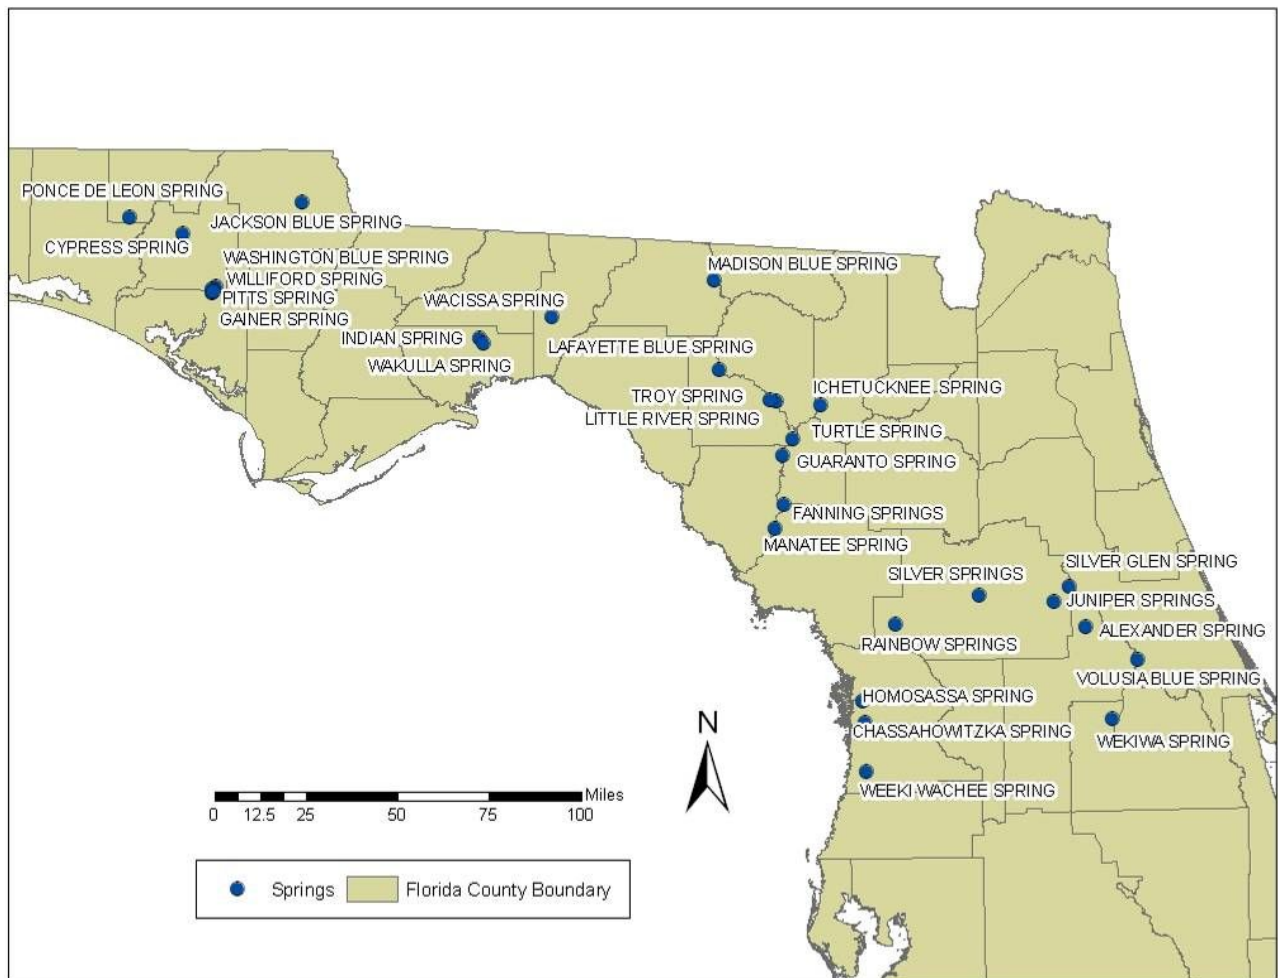 PONCE DE LEON SPRING
JACKSON BLUE SPRING
CYPRESS SPRING
WASHINGTON BLUE SPRING
WILLIFORD SPRING
PITTS SPRING
GAINER SPRING
MADISON BLUE SPRING
WACISSA SPRING
INDIAN SPRING
WAKULLA SPRING
LAFAYETTE BLUE SPRING
TROY SPRING
ICHETUCKNEE SPRING
LITTLE RIVER SPRING
TURTLE SPRING
GUARANTO SPRING
FANNING SPRINGS
MANATEE SPRING
SILVER GLEN SPRING
SILVER SPRINGS
JUNIPER SPRINGS
ALEXANDER SPRING
RAINBOW SPRINGS
VOLUSIA BLUE SPRING
HOMOSASSA SPRING
CHASSAHOWITZKA SPRING
WEKIWA SPRING
WEEKI WACHEE SPRING
N
Miles
0 12.5 25 50 75 100
Springs Florida County Boundary